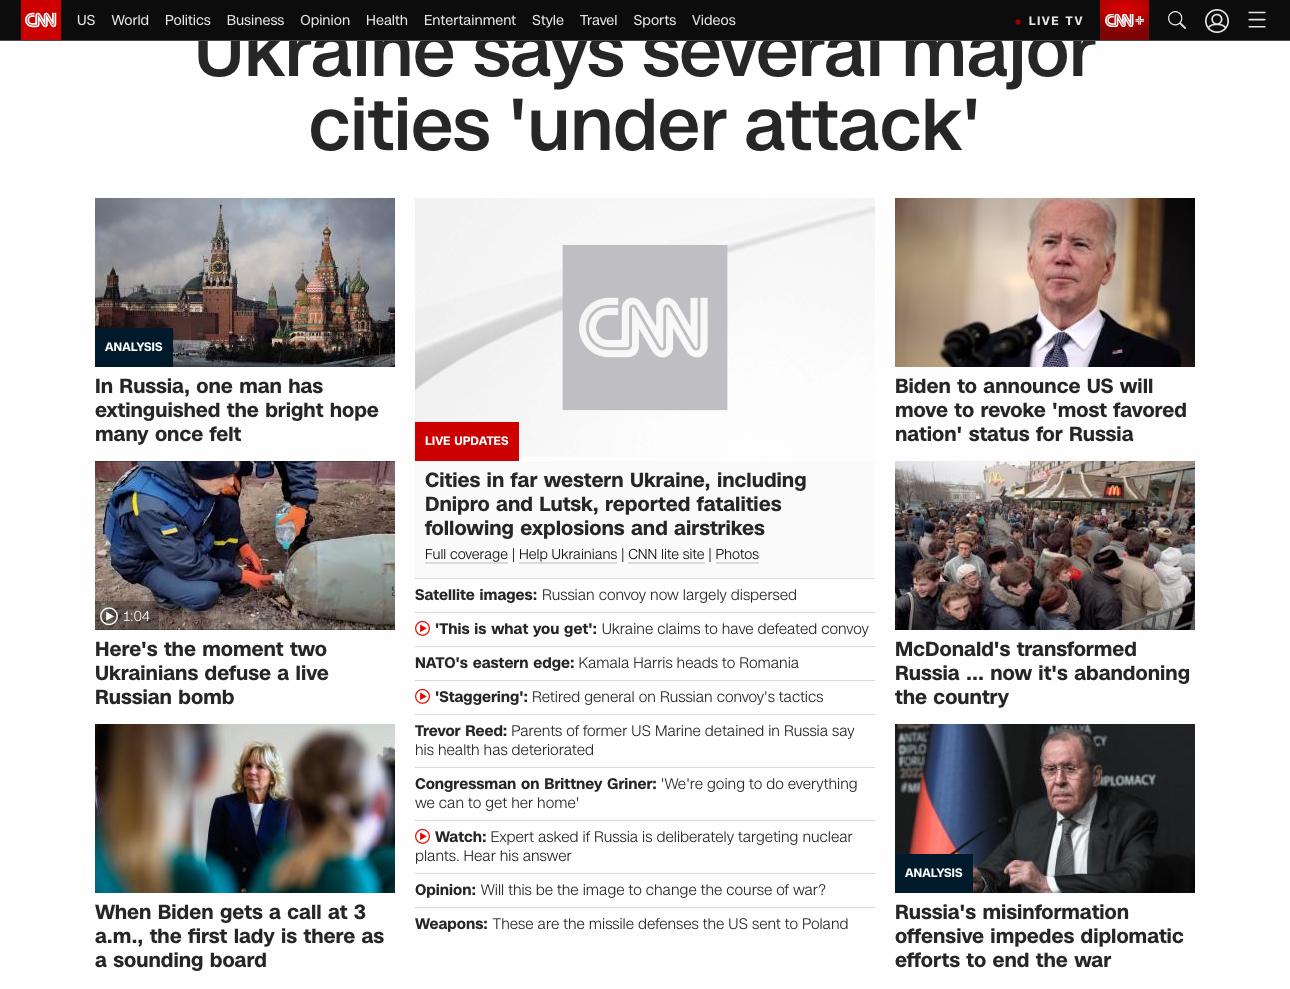 CNN US World Politics Business Opinion Health Entertainment Style Travel Sports Videos LIVE TV CNN+
Ukraine says several major
cities 'under attack'
ANALYSIS
In Russia, one man has
extinguished the bright hope
many once felt
1:04
Here's the moment two
Ukrainians defuse a live
Russian bomb
When Biden gets a call at 3
a.m., the first lady is there as
a sounding board
CNN
LIVE UPDATES
Cities in far western Ukraine, including
Dnipro and Lutsk, reported fatalities
following explosions and airstrikes
Full coverage | Help Ukrainians | CNN lite site | Photos
Satellite images: Russian convoy now largely dispersed
'This is what you get': Ukraine claims to have defeated convoy
NATO's eastern edge: Kamala Harris heads to Romania
'Staggering': Retired general on Russian convoy's tactics
Trevor Reed: Parents of former US Marine detained in Russia say
his health has deteriorated
Congressman on Brittney Griner: 'We're going to do everything
we can to get her home'
Watch: Expert asked if Russia is deliberately targeting nuclear
plants. Hear his answer
Opinion: Will this be the image to change the course of war?
Weapons: These are the missile defenses the US sent to Poland
Biden to announce US will
move to revoke 'most favored
nation' status for Russia
McDonald's transformed
Russia ... now it's abandoning
the country
ANTAL
DIPLO
FORU
2022
CY
IPLOMACY
ANALYSIS
Russia's misinformation
offensive impedes diplomatic
efforts to end the war